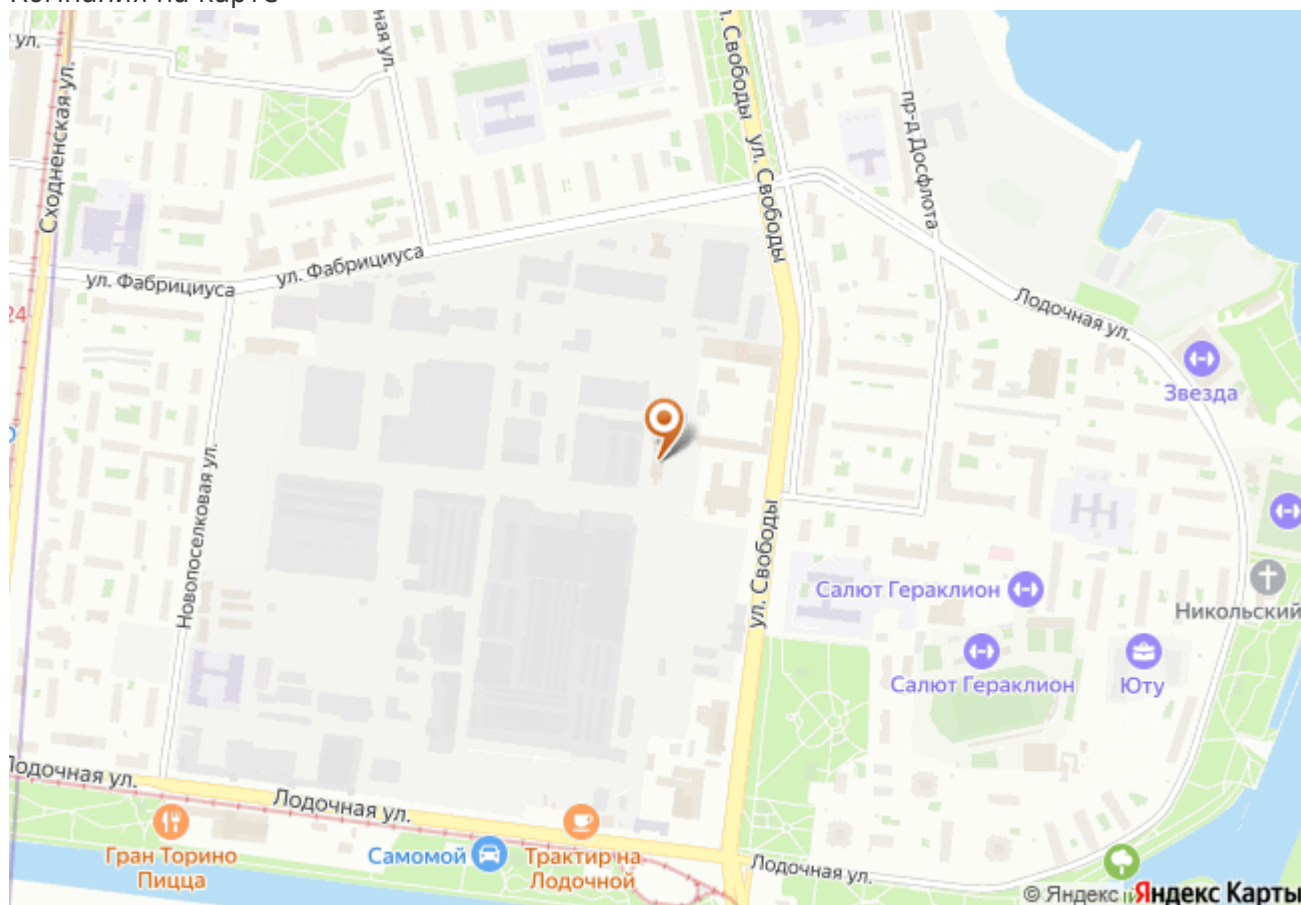 ул.
ная ул.
ул. Свободы
ул. Свободы
пр-д Досфлота
Сходненская ул.
ул. Фабрициуса
ул. Фабрициуса
24
Лодочная ул.
Звезда
Новопоселковая ул.
ул. Свободы
Салют Гераклион
Никольский
Салют Гераклион
Юту
Лодочная ул.
Лодочная ул.
Гран Торино
Пицца
Самомой
Трактир на
Лодочной
Лодочная ул.
© Яндекс
Яндекс Карты